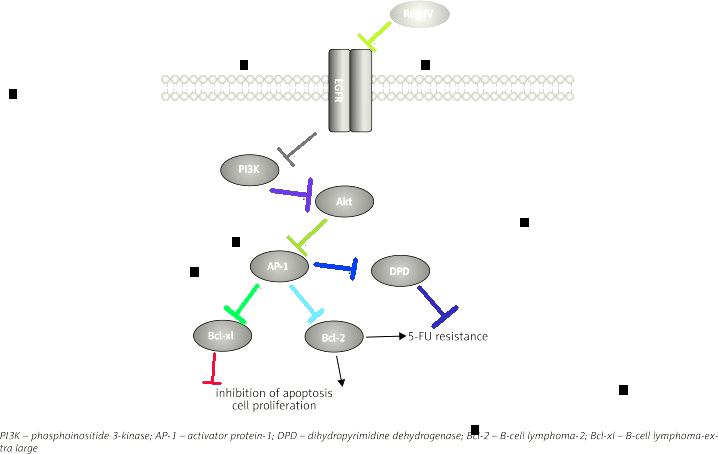 EGFR
PI3K
Akt
AP-1
DPD
Bcl-xl
Bcl-2
5-FU resistance
inhibition of apoptosis
cell proliferation
PI3K – phosphoinositide 3-kinase; AP-1 – activator protein-1; DPD – dihydropyrimidine dehydrogenase; Bcl-2 – B-cell lymphoma-2; Bcl-xl – B-cell lymphoma-ex-
tra large